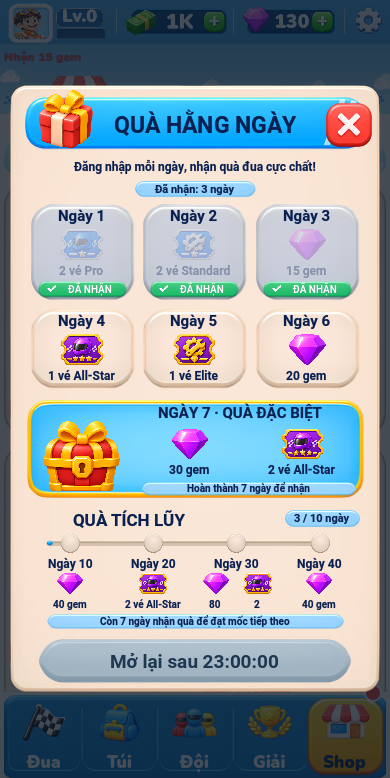 Lv.0
1K
130
Nhận 15 gem
QUÀ HẰNG NGÀY
Đăng nhập mỗi ngày, nhận quà đua cực chất!
Đã nhận: 3 ngày
Ngày 1
2 vé Pro
ĐÃ NHẬN
Ngày 2
2 vé Standard
ĐÃ NHẬN
Ngày 3
15 gem
ĐÃ NHẬN
Ngày 4
1 vé All-Star
Ngày 5
1 vé Elite
Ngày 6
20 gem
NGÀY 7 · QUÀ ĐẶC BIỆT
30 gem
2 vé All-Star
Hoàn thành 7 ngày để nhận
QUÀ TÍCH LŨY
3 / 10 ngày
Ngày 10
40 gem
Ngày 20
2 vé All-Star
Ngày 30
80
2
Ngày 40
40 gem
Còn 7 ngày nhận quà để đạt mốc tiếp theo
Mở lại sau 23:00:00
Đua
Túi
Đội
Giải
Shop